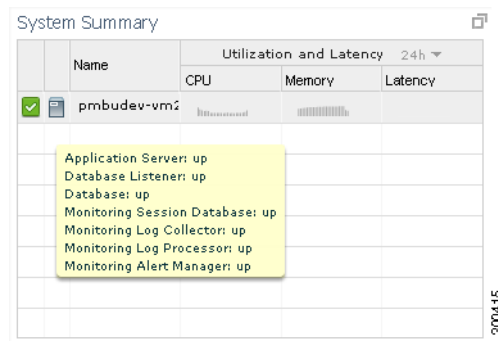 System Summary
Utilization and Latency 24h
Name
CPU Memory Latency
pmbudev-vm2
Application Server: up
Database Listener: up
Database: up
Monitoring Session Database: up
Monitoring Log Collector: up
Monitoring Log Processor: up
Monitoring Alert Manager: up